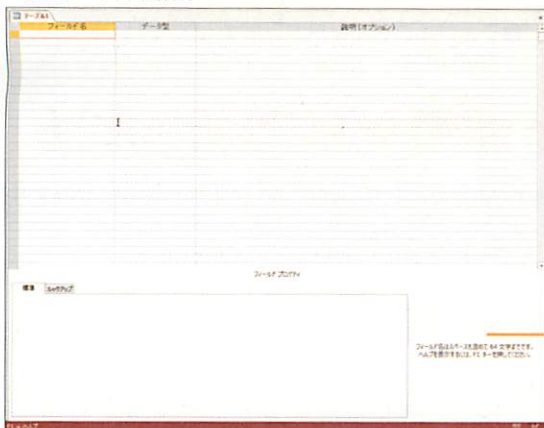 テーブル1
フィールド名
データ型
説明(オプション)
フィールド プロパティ
標準 ルックアップ
フィールド名はスペースも含めて 64 文字までです。
ヘルプを表示するには、F1 キーを押してください。